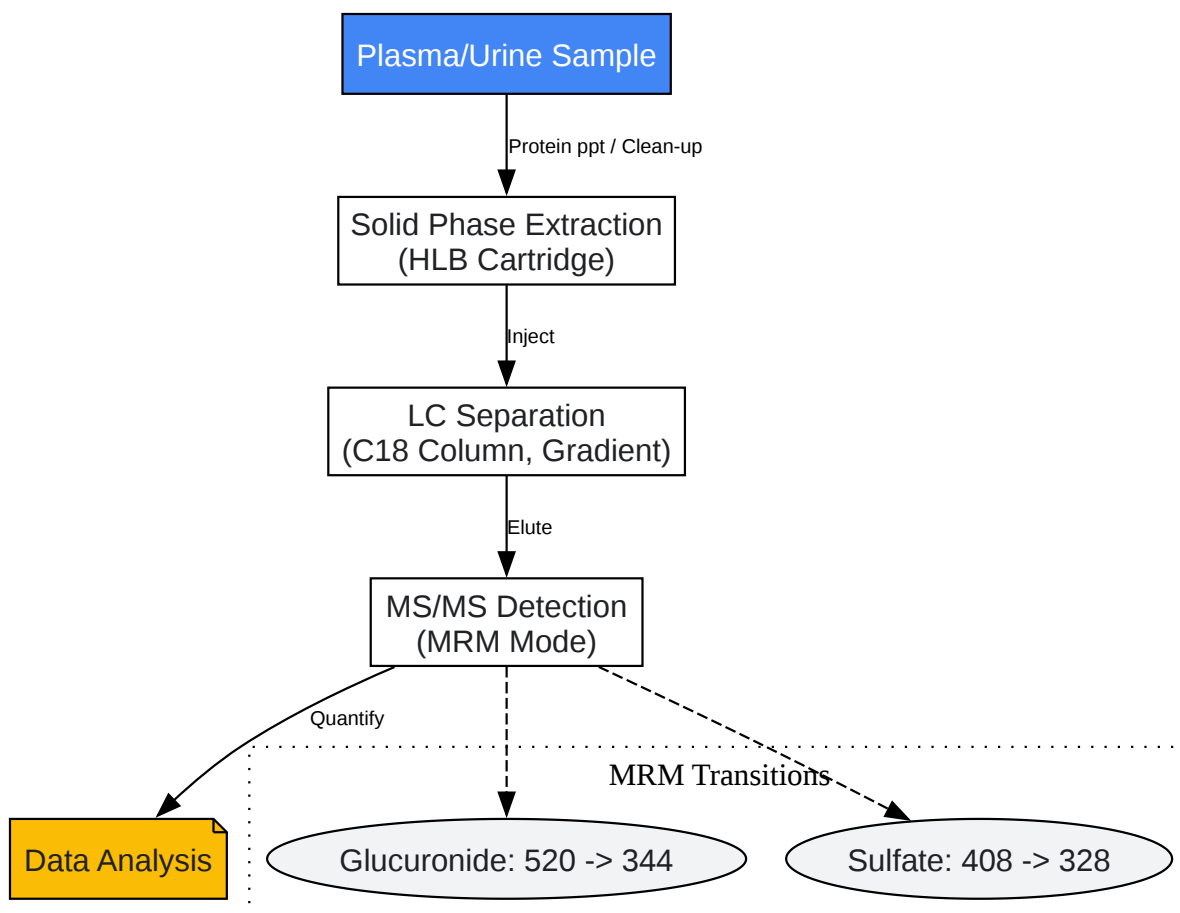 Plasma/Urine Sample
Protein ppt / Clean-up
Solid Phase Extraction
(HLB Cartridge)
Inject
LC Separation
(C18 Column, Gradient)
Elute
MS/MS Detection
(MRM Mode)
Quantify
MRM Transitions
Data Analysis
Glucuronide: 520 -> 344
Sulfate: 408 -> 328